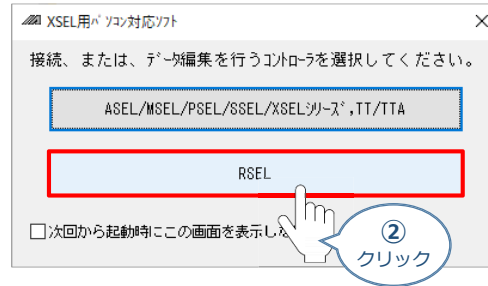 XSEL用ﾊﾟｿｺﾝ対応ｿﾌﾄ
接続、または、ﾃﾞｰﾀ編集を行うｺﾝﾄﾛｰﾗを選択してください。
ASEL/MSEL/PSEL/SSEL/XSELｼﾘｰｽﾞ,TT/TTA
RSEL
次回から起動時にこの画面を表示しな
②
クリック